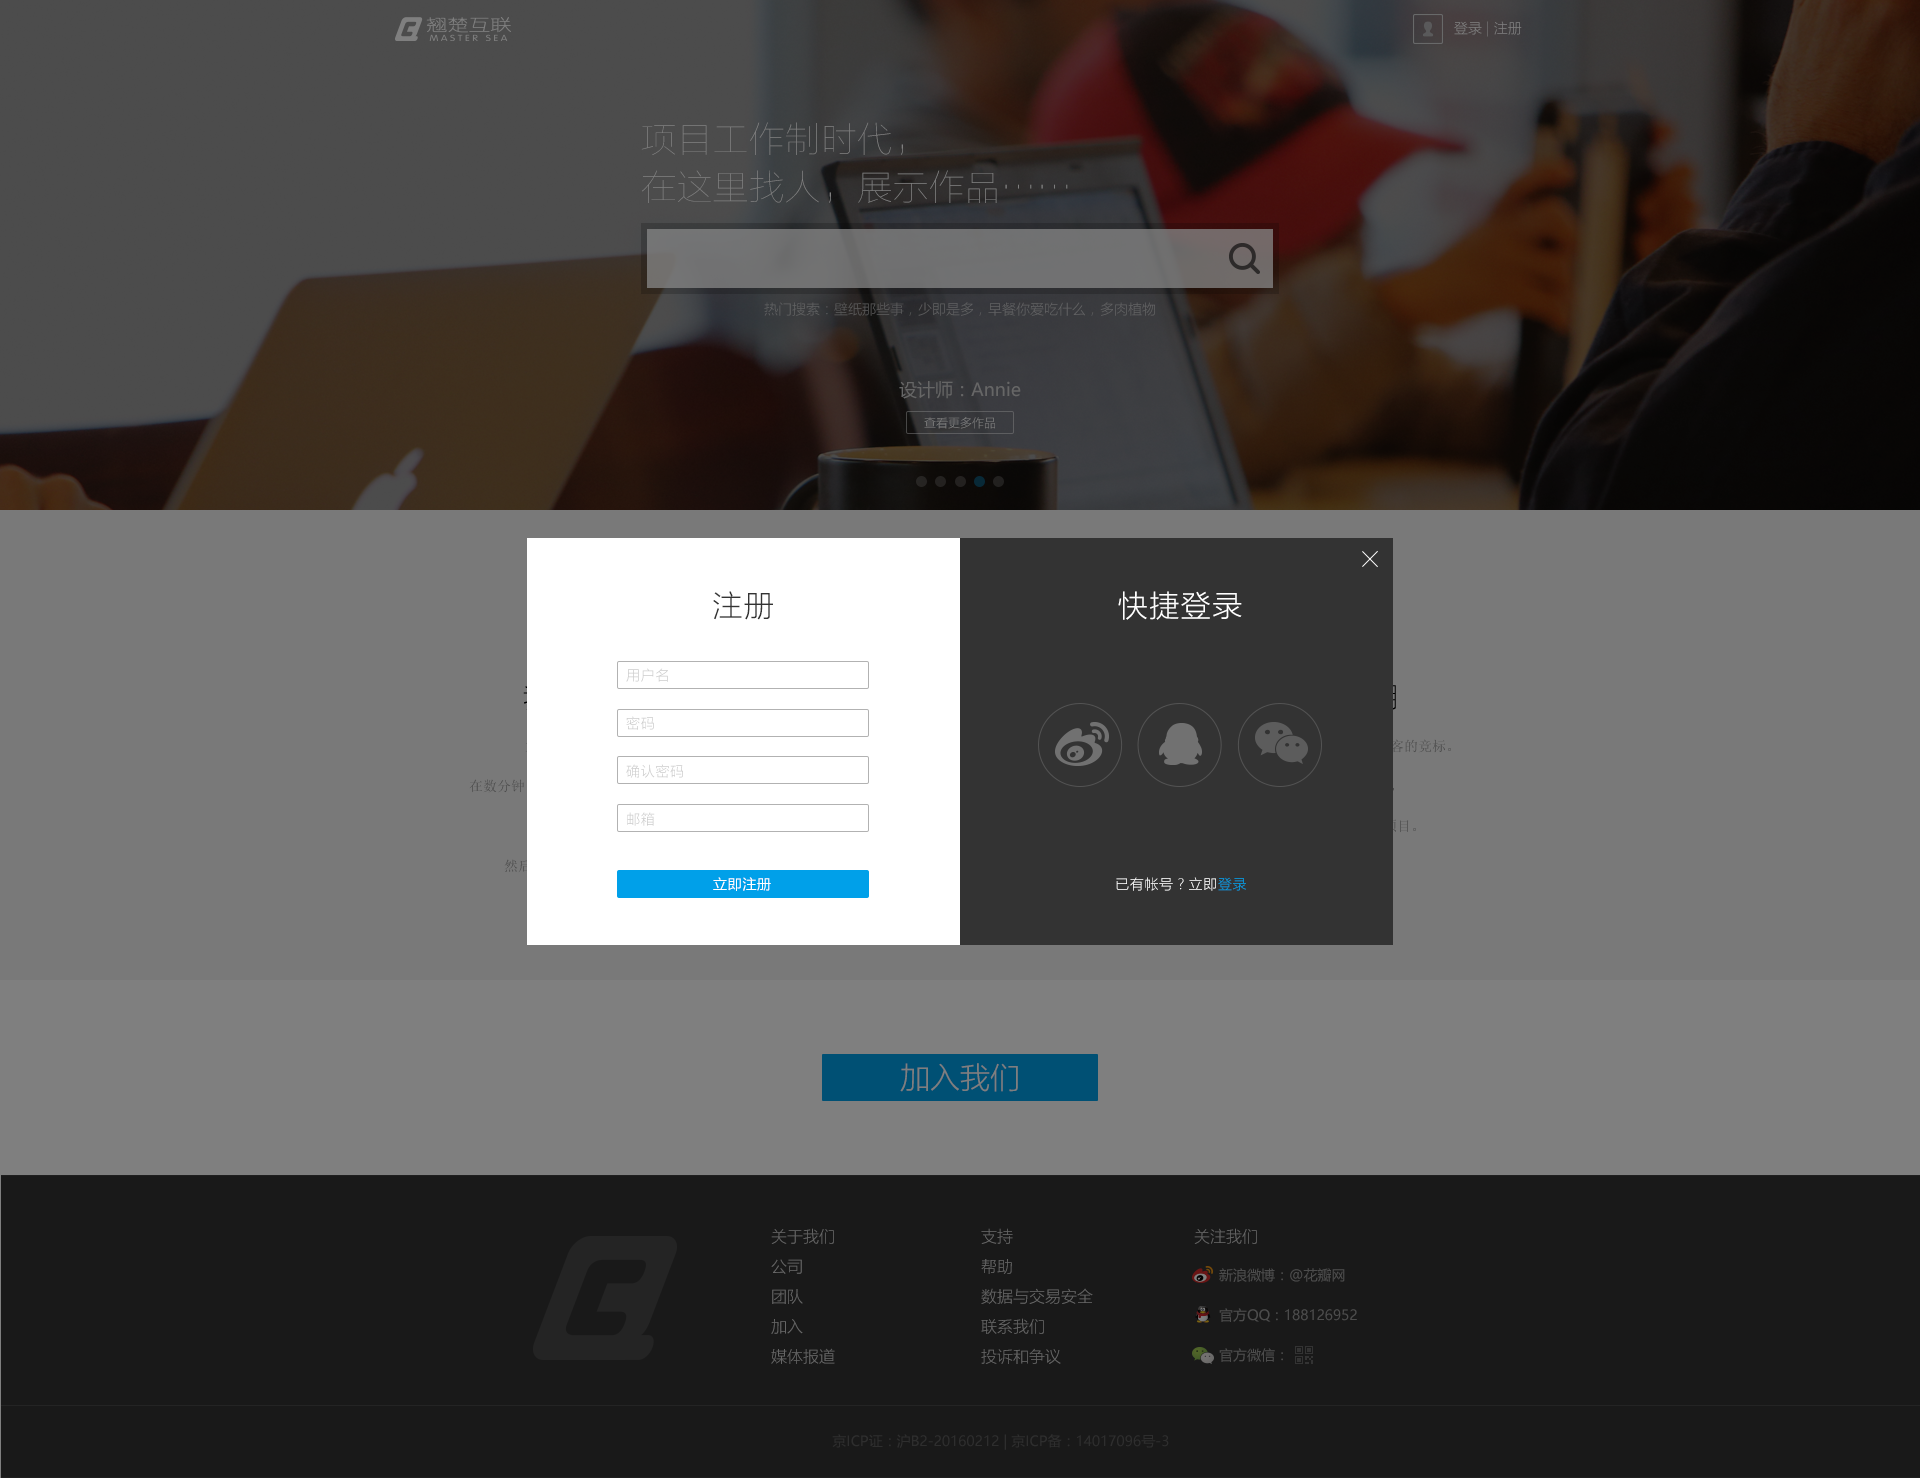 翘楚互联
MASTER SEA
登录 | 注册
项目工作制时代，
在这里找人，展示作品……
热门搜索：壁纸那些事，少即是多，早餐你爱吃什么，多肉植物
设计师：Annie
查看更多作品
注册
用户名
密码
确认密码
邮箱
立即注册
快捷登录
已有帐号？立即登录
客的竞标。
在数分钟
项目。
然后
加入我们
关于我们
公司
团队
加入
媒体报道
支持
帮助
数据与交易安全
联系我们
投诉和争议
关注我们
新浪微博：@花瓣网
官方QQ：188126952
官方微信：
京ICP证：沪B2-20160212 | 京ICP备：14017096号-3